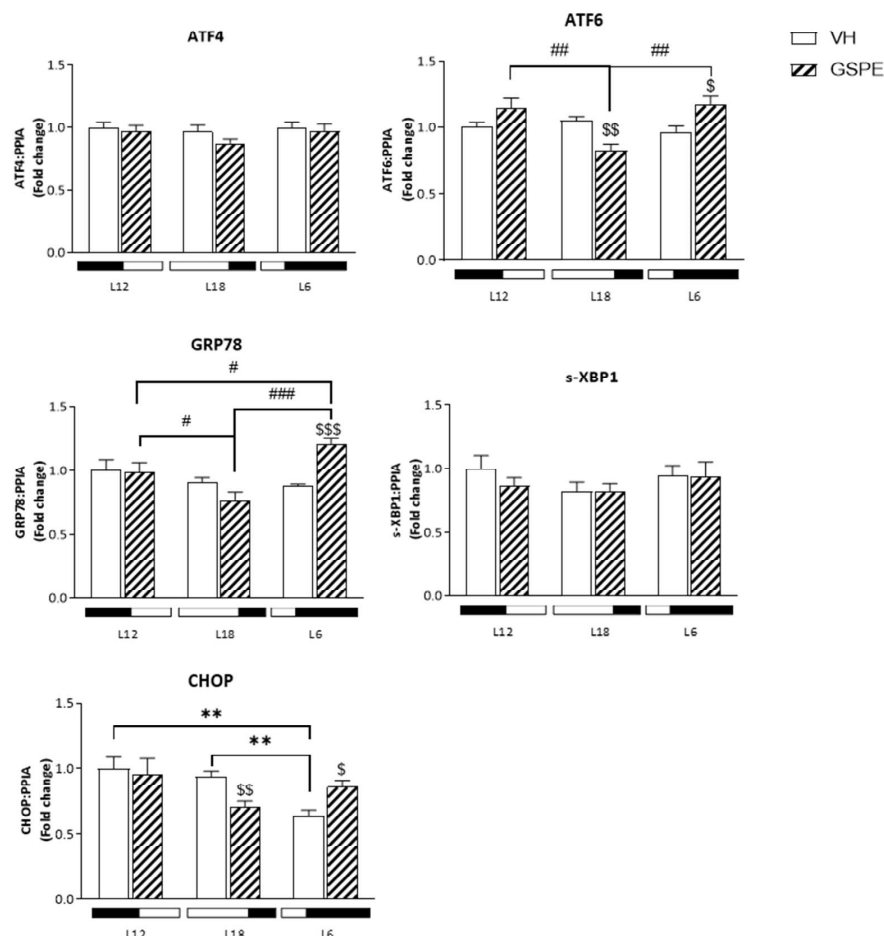 ATF4
ATF4:PPIA
(Fold change)
1.5
1.0
0.5
0.0
L12 L18 L6
ATF6
VH
GSPE
ATF6:PPIA
(Fold change)
1.5
1.0
0.5
0.0
## ##
$$ $
L12 L18 L6
GRP78
GRP78:PPIA
(Fold change)
1.5
1.0
0.5
0.0
#
# ###
$$$
L12 L18 L6
s-XBP1
s-XBP1:PPIA
(Fold change)
1.5
1.0
0.5
0.0
L12 L18 L6
CHOP
CHOP:PPIA
(Fold change)
1.5
1.0
0.5
0.0
**
**
$$ $
L12 L18 L6